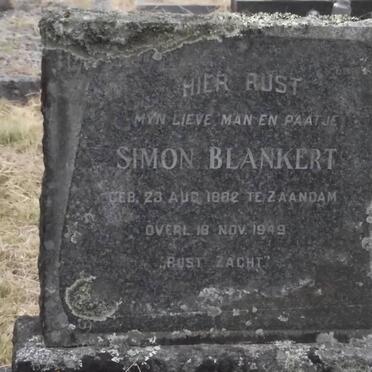 HIER RUST
MYN LIEVE MAN EN PAATJE
SIMON BLANKERT
GEB. 23 AUG. 1882 TE ZAANDAM
OVERL. 18 NOV. 1949
"RUST ZACHT"